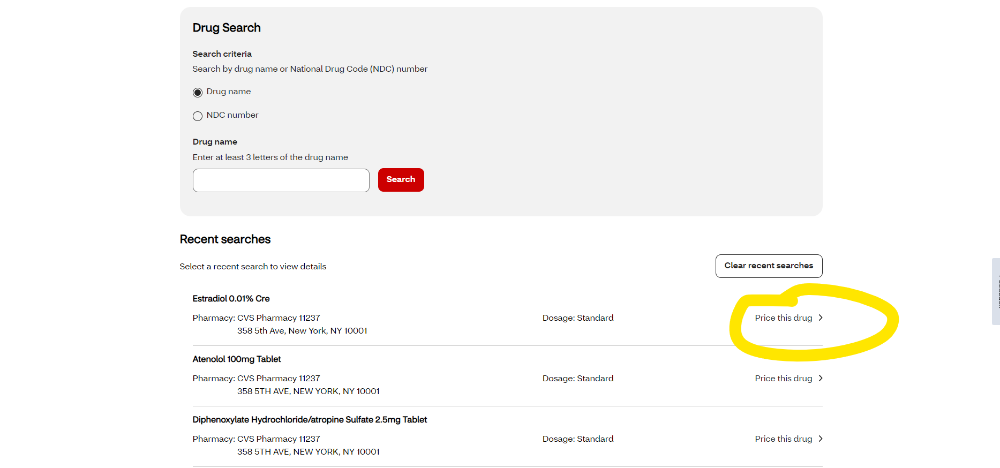 Drug Search
Search criteria
Search by drug name or National Drug Code (NDC) number
Drug name
NDC number
Drug name
Enter at least 3 letters of the drug name
Search
Recent searches
Select a recent search to view details
Clear recent searches
Estradiol 0.01% Cre
Pharmacy: CVS Pharmacy 11237 Dosage: Standard Price this drug
358 5th Ave, New York, NY 10001
Atenolol 100mg Tablet
Pharmacy: CVS Pharmacy 11237 Dosage: Standard Price this drug
358 5TH AVE, NEW YORK, NY 10001
Diphenoxylate Hydrochloride/atropine Sulfate 2.5mg Tablet
Pharmacy: CVS Pharmacy 11237 Dosage: Standard Price this drug
358 5TH AVE, NEW YORK, NY 10001